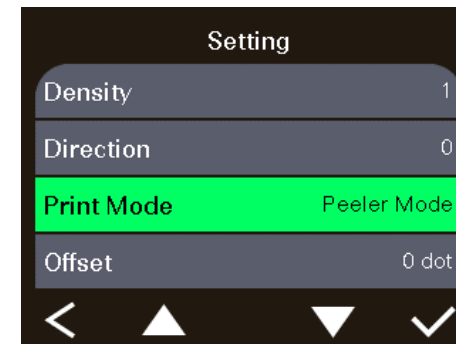 Setting
Density 1
Direction 0
Print Mode Peeler Mode
Offset 0 dot